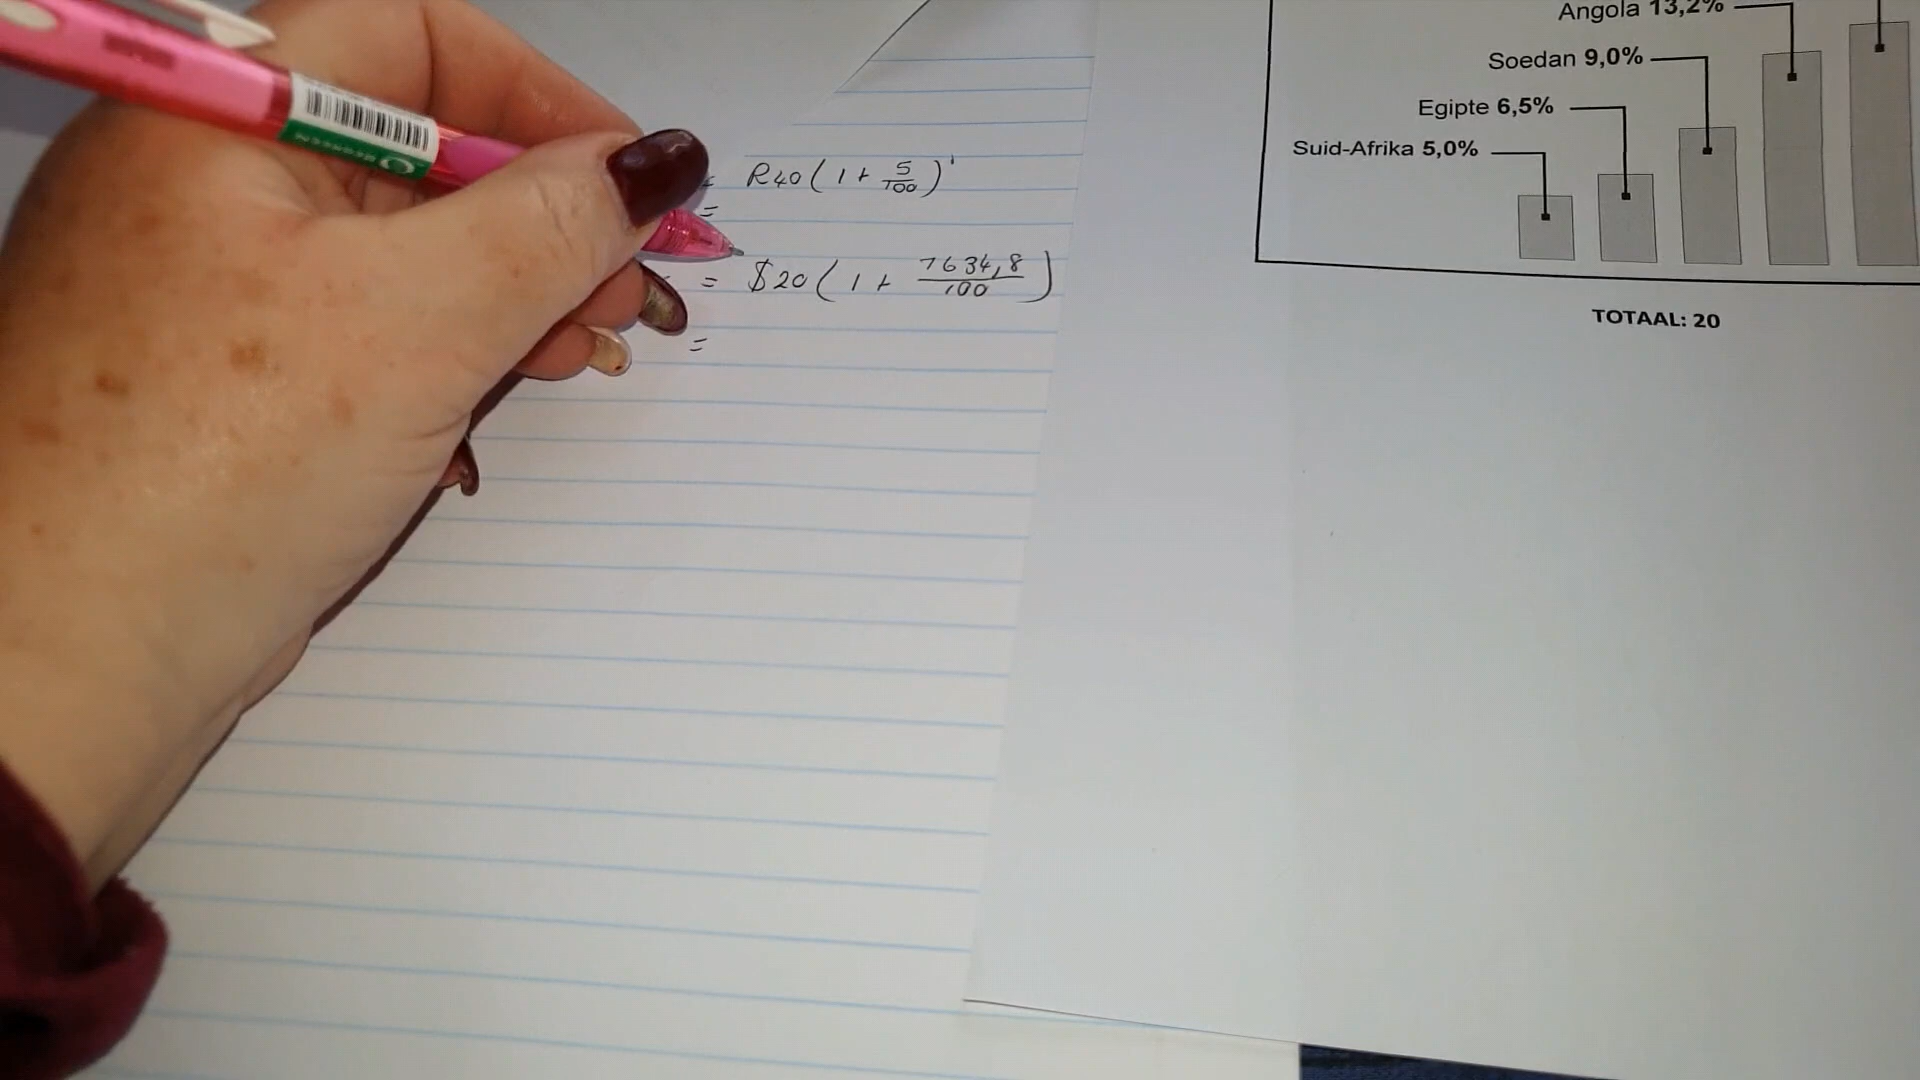 = R40(1 + 5/100)¹
=
= $20(1 + 7634,8/100)
=
Angola 13,2%
Soedan 9,0%
Egipte 6,5%
Suid-Afrika 5,0%
TOTAAL: 20